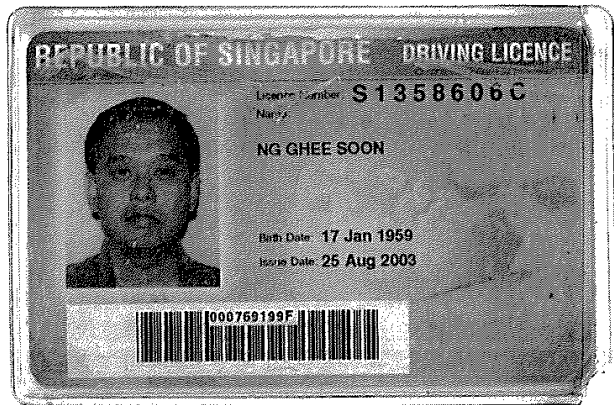 REPUBLIC OF SINGAPORE DRIVING LICENCE
Licence Number: S1358606C
Name:
NG GHEE SOON
Birth Date: 17 Jan 1959
Issue Date: 25 Aug 2003
000769199F